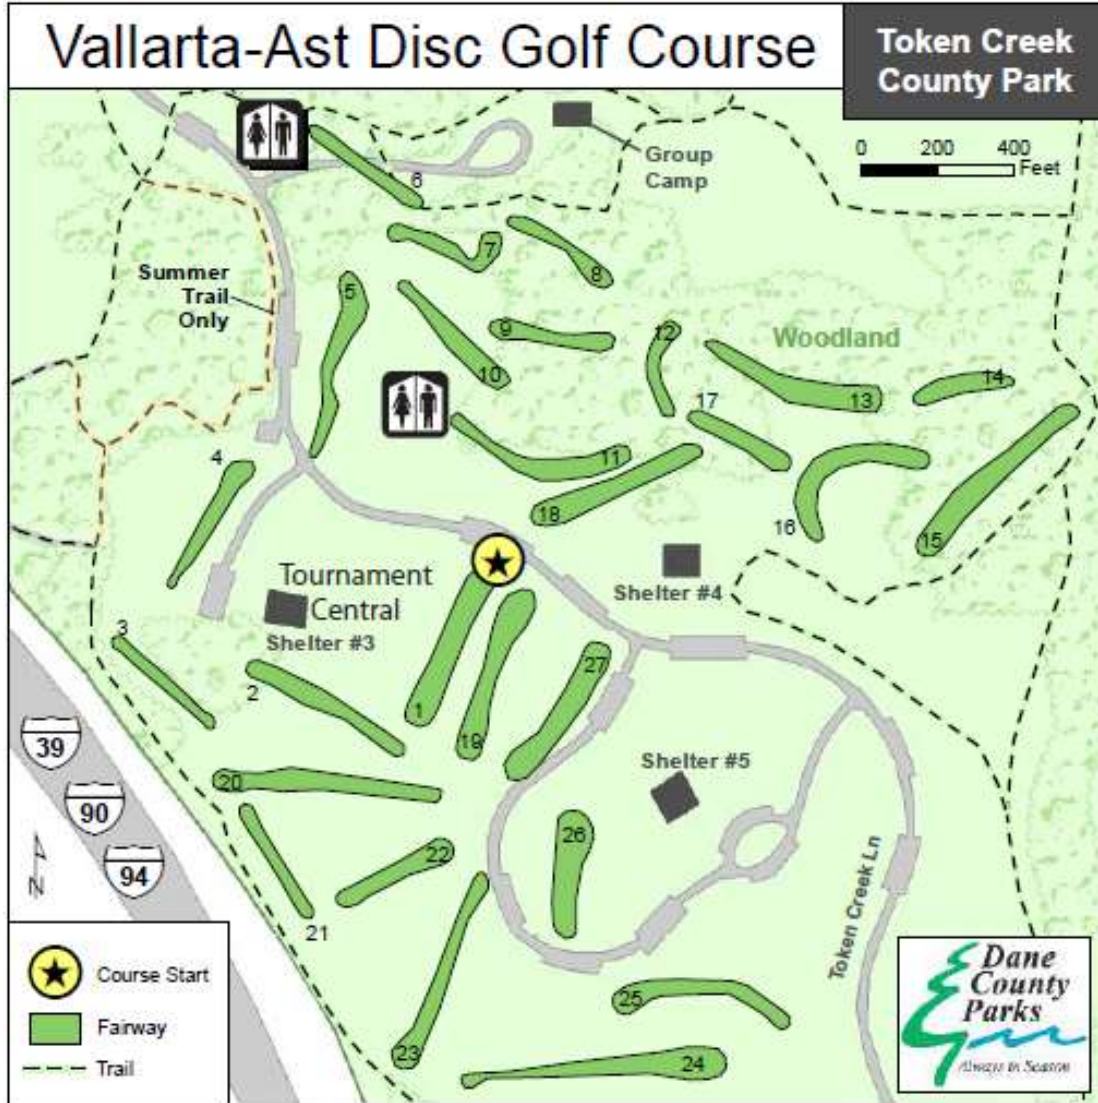 Vallarta-Ast Disc Golf Course
Token Creek
County Park
0 200 400
Feet
Group
Camp
6
7
8
Summer
Trail
Only
5
9
10
12
Woodland
13
14
17
4
11
18
16
15
Tournament
Central
Shelter #3
Shelter #4
3
2
1
19
27
39
90
94
N
20
Shelter #5
22
26
21
Token Creek Ln
25
23
24
Course Start
Fairway
Trail
Dane
County
Parks
Always in Season